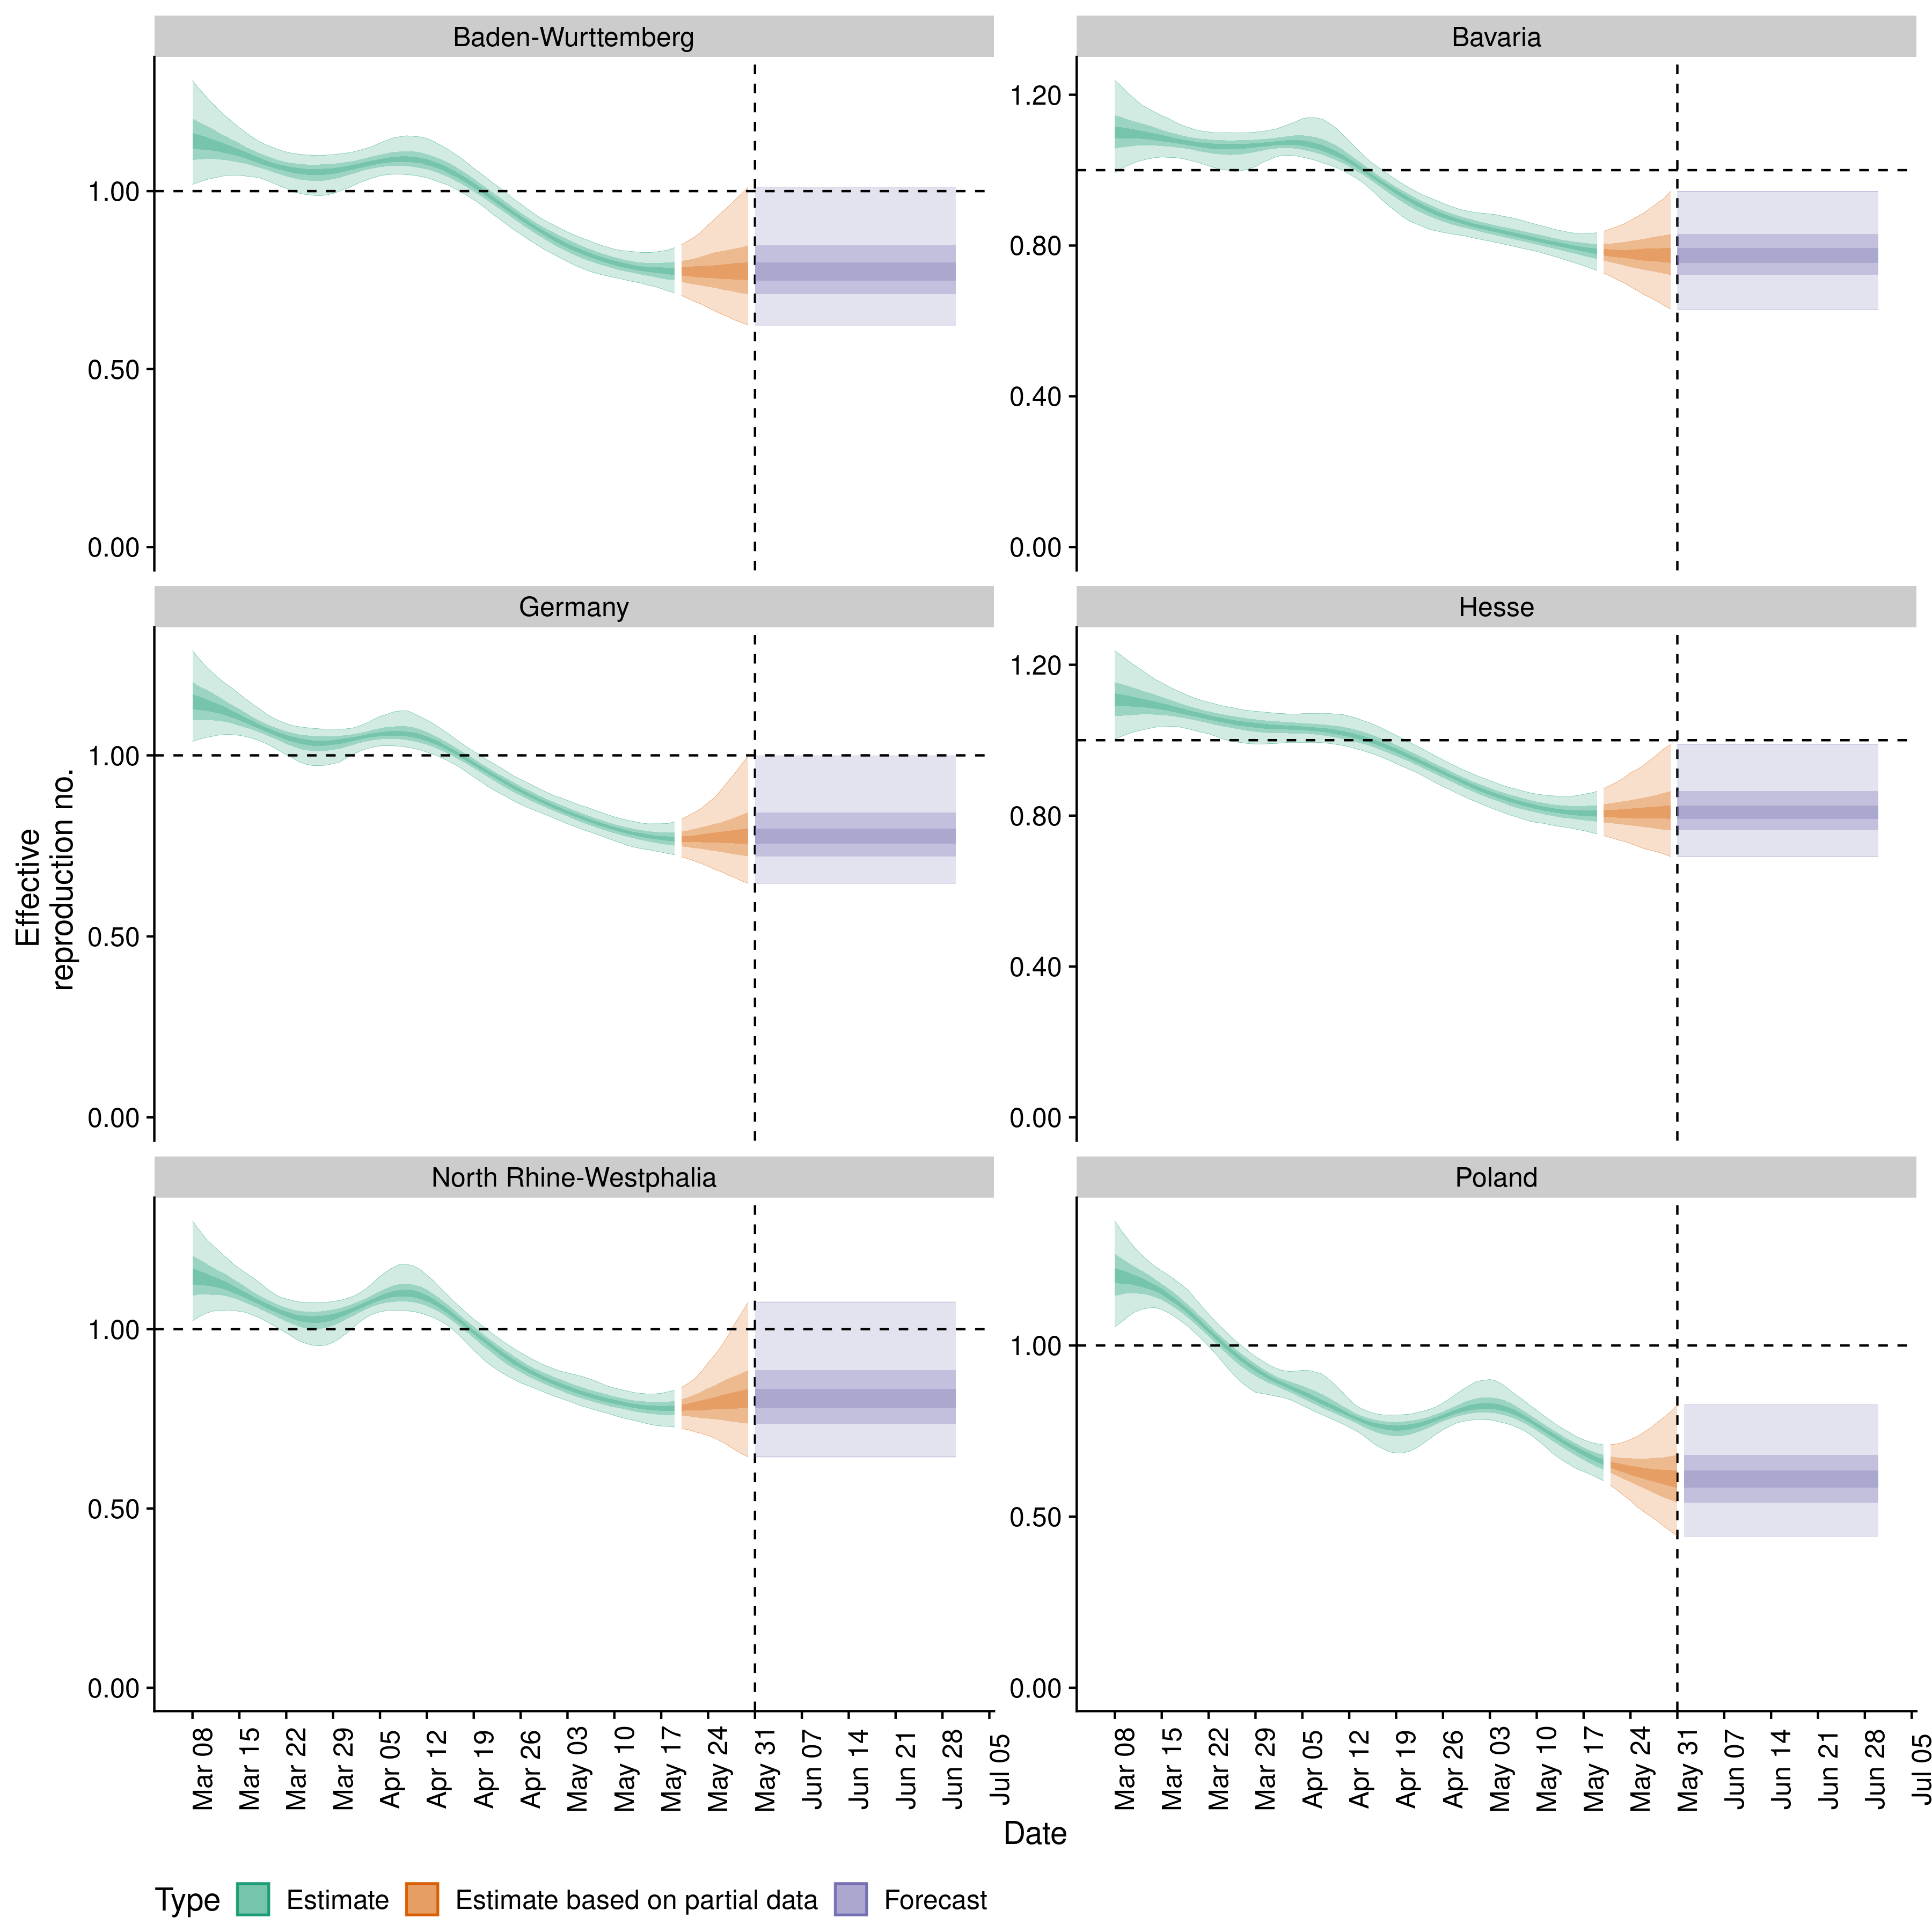 Baden-Wurttemberg
Bavaria
1.00
0.50
0.00
1.20
0.80
0.40
0.00
Germany
Hesse
1.00
0.50
0.00
1.20
0.80
0.40
0.00
North Rhine-Westphalia
Poland
1.00
0.50
0.00
1.00
0.50
0.00
Effective
reproduction no.
Mar 08
Mar 15
Mar 22
Mar 29
Apr 05
Apr 12
Apr 19
Apr 26
May 03
May 10
May 17
May 24
May 31
Jun 07
Jun 14
Jun 21
Jun 28
Jul 05
Mar 08
Mar 15
Mar 22
Mar 29
Apr 05
Apr 12
Apr 19
Apr 26
May 03
May 10
May 17
May 24
May 31
Jun 07
Jun 14
Jun 21
Jun 28
Jul 05
Date
Type Estimate Estimate based on partial data Forecast